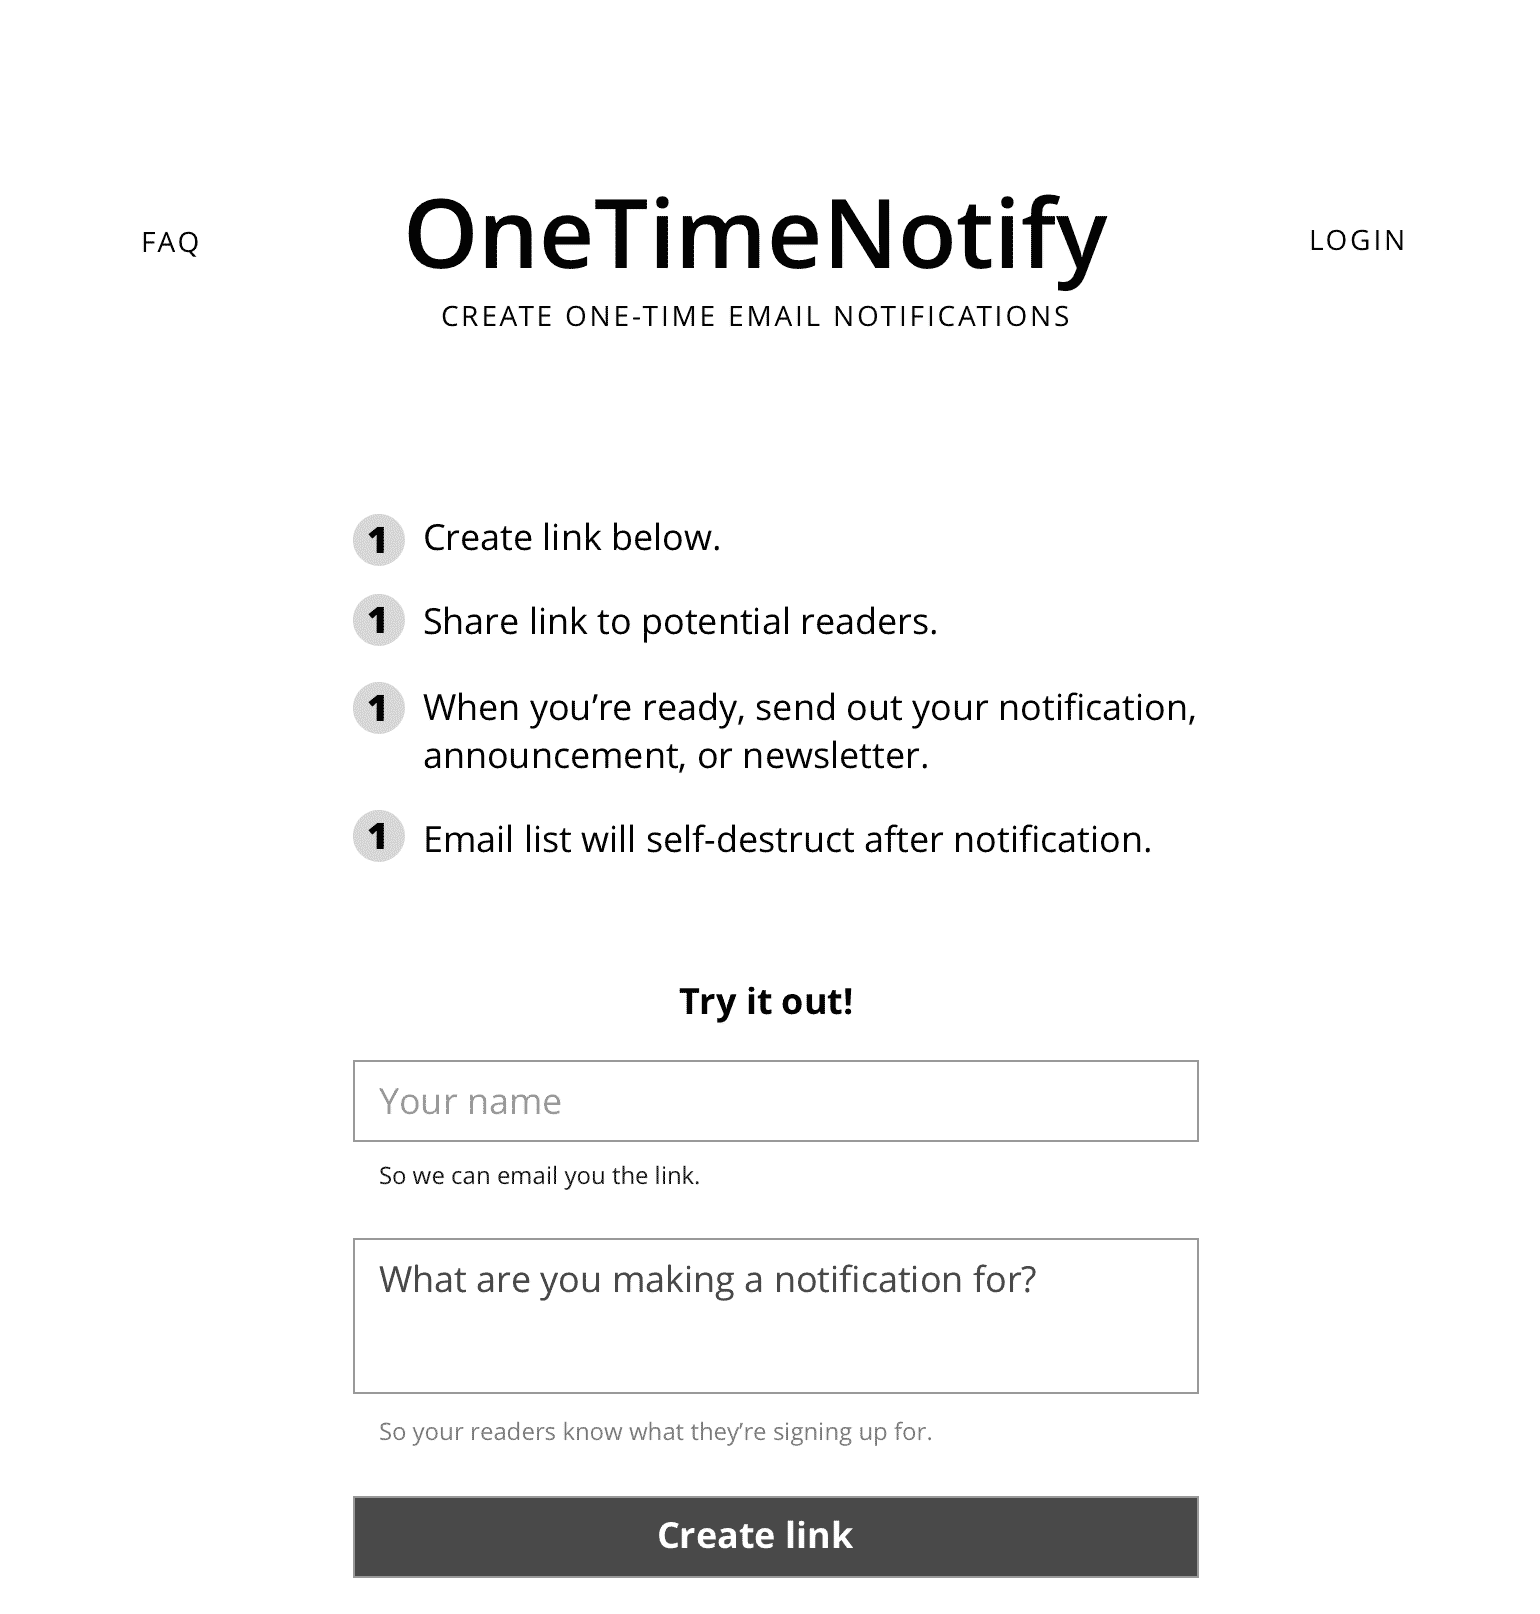 FAQ
OneTimeNotify
LOGIN
CREATE ONE-TIME EMAIL NOTIFICATIONS
1 Create link below.
1 Share link to potential readers.
1 When you’re ready, send out your notification,
announcement, or newsletter.
1 Email list will self-destruct after notification.
Try it out!
Your name
So we can email you the link.
What are you making a notification for?
So your readers know what they’re signing up for.
Create link